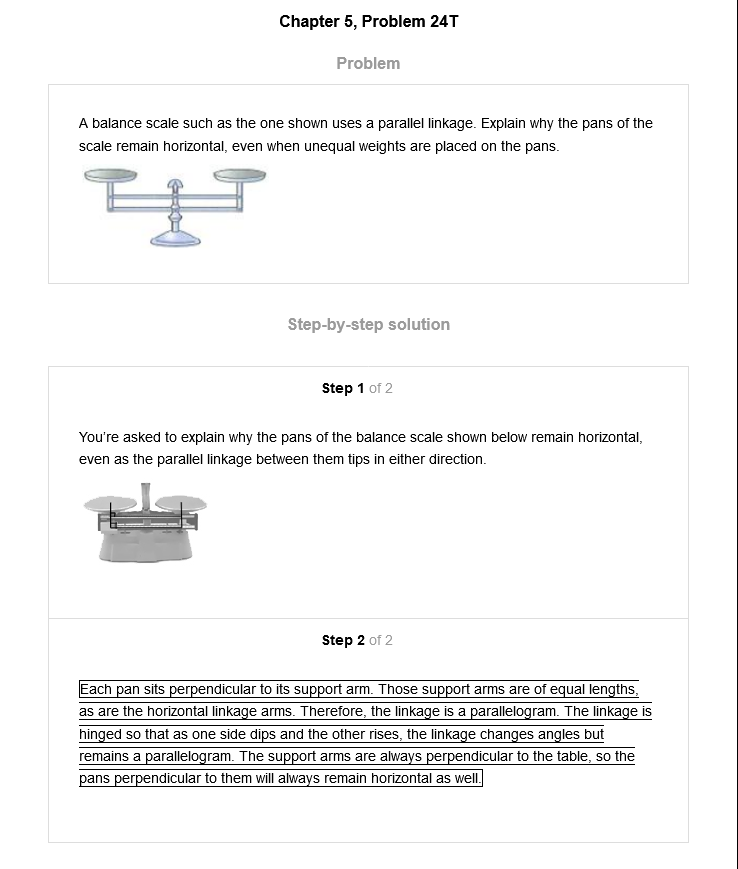 Chapter 5, Problem 24T
Problem
A balance scale such as the one shown uses a parallel linkage. Explain why the pans of the
scale remain horizontal, even when unequal weights are placed on the pans.
Step-by-step solution
Step 1 of 2
You're asked to explain why the pans of the balance scale shown below remain horizontal,
even as the parallel linkage between them tips in either direction.
Step 2 of 2
Each pan sits perpendicular to its support arm. Those support arms are of equal lengths,
as are the horizontal linkage arms. Therefore, the linkage is a parallelogram. The linkage is
hinged so that as one side dips and the other rises, the linkage changes angles but
remains a parallelogram. The support arms are always perpendicular to the table, so the
pans perpendicular to them will always remain horizontal as well.